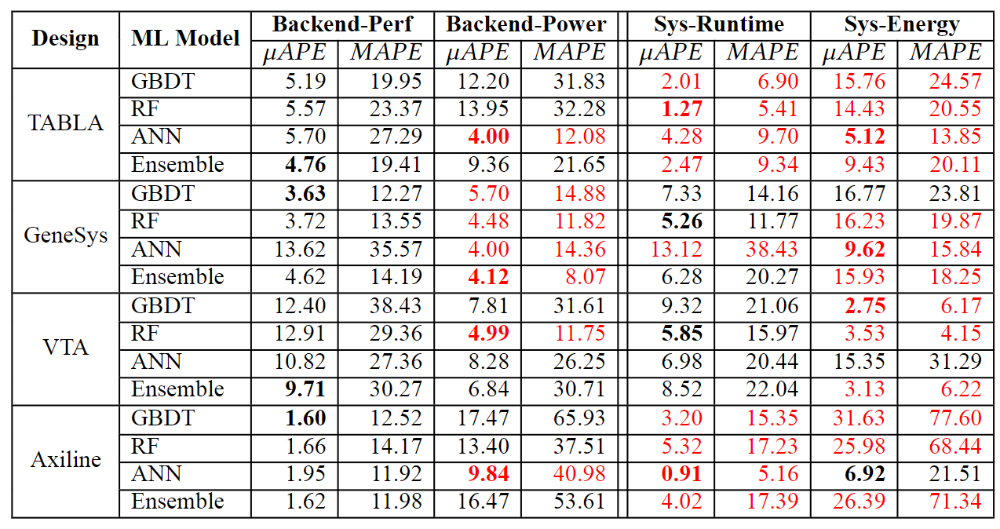 Design ML Model Backend-Perf Backend-Power Sys-Runtime Sys-Energy
μAPE MAPE μAPE MAPE μAPE MAPE μAPE MAPE
TABLA
GBDT 5.19 19.95 12.20 31.83 2.01 6.90 15.76 24.57
RF 5.57 23.37 13.95 32.28 1.27 5.41 14.43 20.55
ANN 5.70 27.29 4.00 12.08 4.28 9.70 5.12 13.85
Ensemble 4.76 19.41 9.36 21.65 2.47 9.34 9.43 20.11
GeneSys
GBDT 3.63 12.27 5.70 14.88 7.33 14.16 16.77 23.81
RF 3.72 13.55 4.48 11.82 5.26 11.77 16.23 19.87
ANN 13.62 35.57 4.00 14.36 13.12 38.43 9.62 15.84
Ensemble 4.62 14.19 4.12 8.07 6.28 20.27 15.93 18.25
VTA
GBDT 12.40 38.43 7.81 31.61 9.32 21.06 2.75 6.17
RF 12.91 29.36 4.99 11.75 5.85 15.97 3.53 4.15
ANN 10.82 27.36 8.28 26.25 6.98 20.44 15.35 31.29
Ensemble 9.71 30.27 6.84 30.71 8.52 22.04 3.13 6.22
Axiline
GBDT 1.60 12.52 17.47 65.93 3.20 15.35 31.63 77.60
RF 1.66 14.17 13.40 37.51 5.32 17.23 25.98 68.44
ANN 1.95 11.92 9.84 40.98 0.91 5.16 6.92 21.51
Ensemble 1.62 11.98 16.47 53.61 4.02 17.39 26.39 71.34